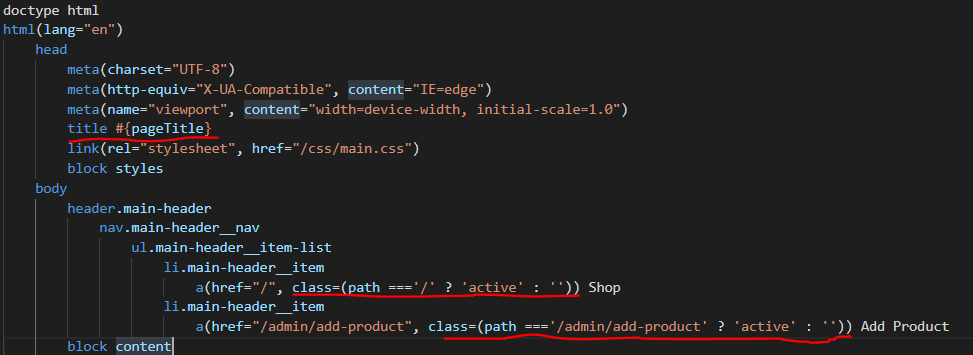 doctype html
html(lang="en")
head
meta(charset="UTF-8")
meta(http-equiv="X-UA-Compatible", content="IE=edge")
meta(name="viewport", content="width=device-width, initial-scale=1.0")
title #{pageTitle}
link(rel="stylesheet", href="/css/main.css")
block styles
body
header.main-header
nav.main-header__nav
ul.main-header__item-list
li.main-header__item
a(href="/", class=(path ==='/' ? 'active' : '')) Shop
li.main-header__item
a(href="/admin/add-product", class=(path ==='/admin/add-product' ? 'active' : '')) Add Product
block content